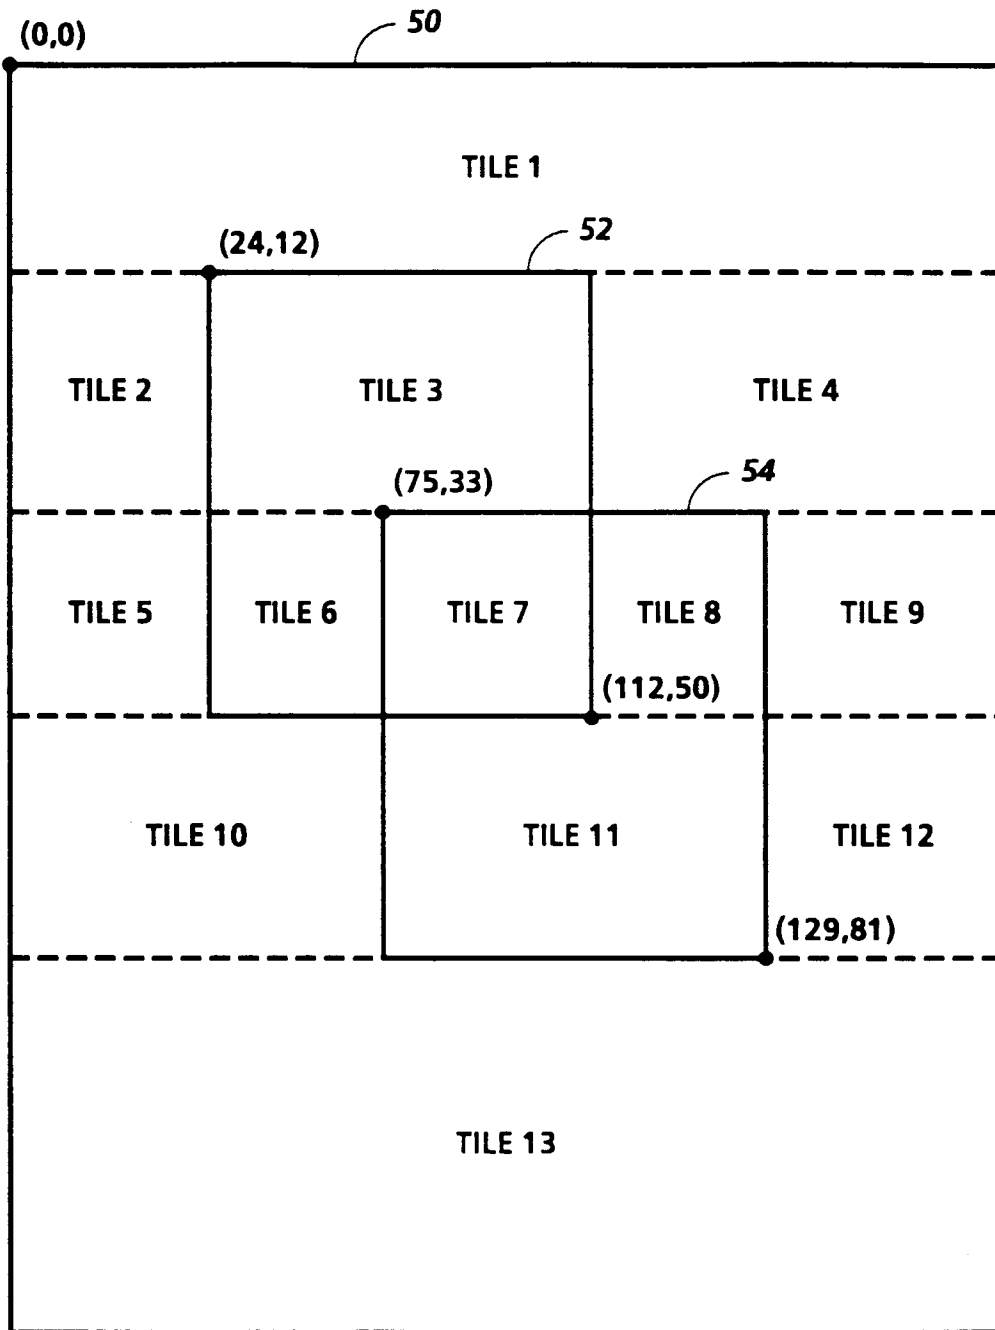 (0,0)
50
TILE 1
(24,12)
52
TILE 2
TILE 3
TILE 4
(75,33)
54
TILE 5
TILE 6
TILE 7
TILE 8
TILE 9
(112,50)
TILE 10
TILE 11
TILE 12
(129,81)
TILE 13